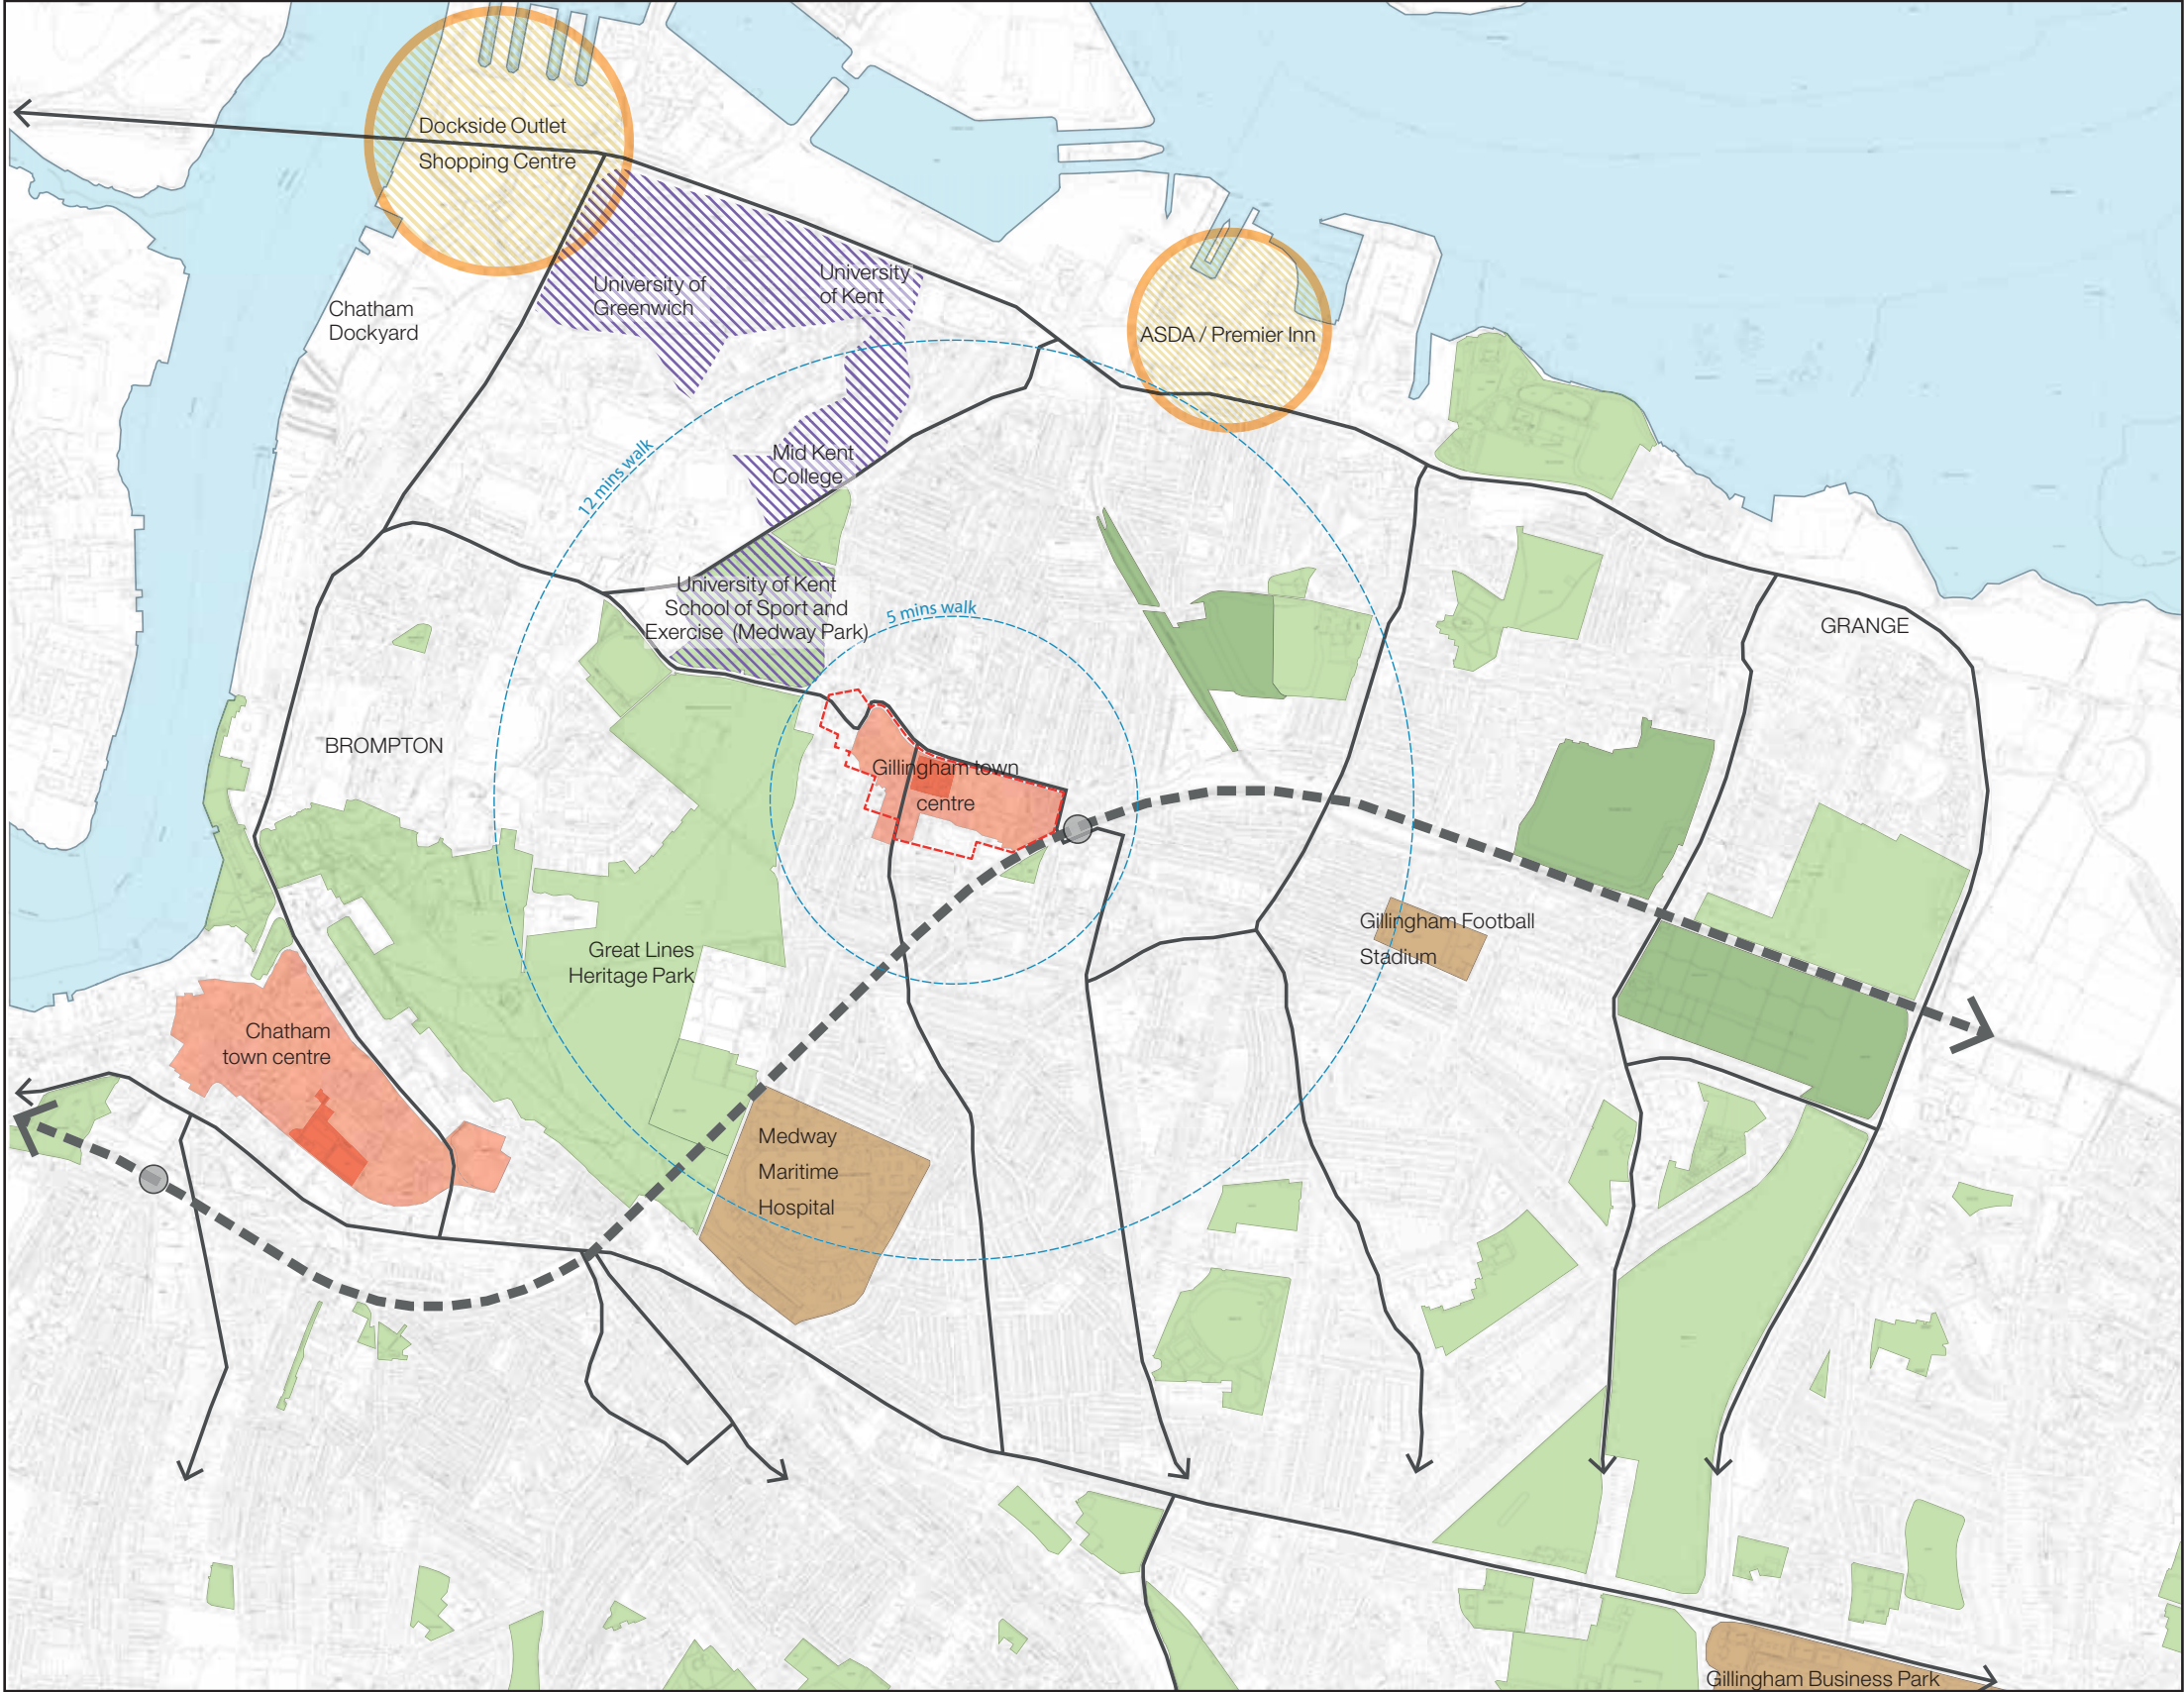 Dockside Outlet
Shopping Centre
University of
Greenwich
University
of Kent
Chatham
Dockyard
ASDA / Premier Inn
12 mins walk
Mid Kent
College
University of Kent
School of Sport and
Exercise (Medway Park)
5 mins walk
GRANGE
BROMPTON
Gillingham town
centre
Gillingham Football
Stadium
Great Lines
Heritage Park
Chatham
town centre
Medway
Maritime
Hospital
Gillingham Business Park